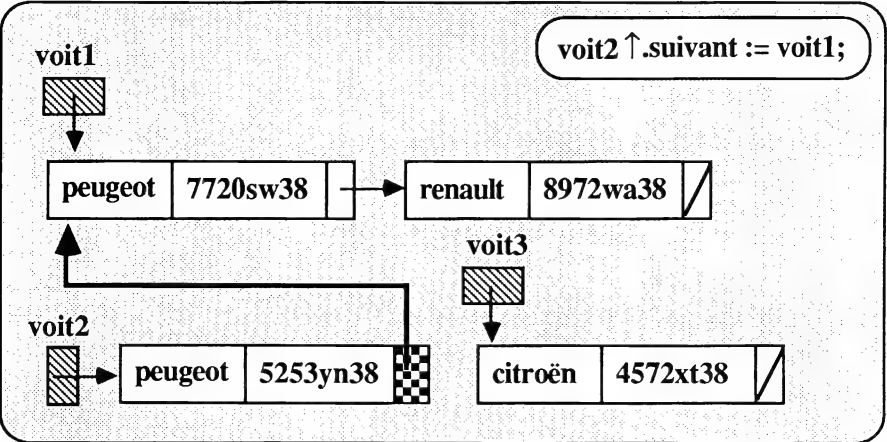 voit1
voit2 ↑.suivant := voit1;
peugeot 7720sw38
renault 8972wa38
voit3
voit2
peugeot 5253yn38
citroën 4572xt38